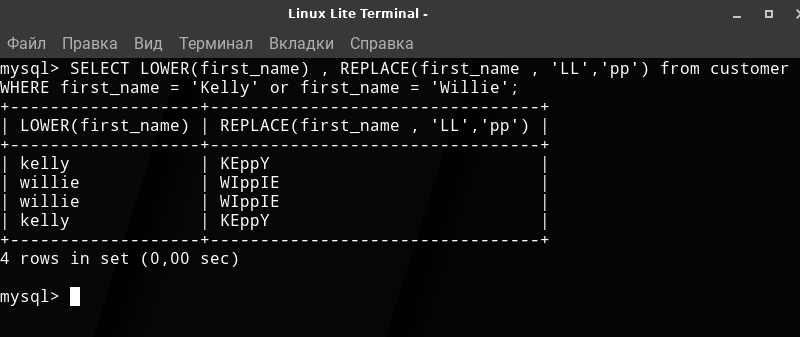 Linux Lite Terminal -
Файл Правка Вид Терминал Вкладки Справка
mysql> SELECT LOWER(first_name) , REPLACE(first_name , 'LL','pp') from customer
WHERE first_name = 'Kelly' or first_name = 'Willie';
+-------------------+---------------------------------+
| LOWER(first_name) | REPLACE(first_name , 'LL','pp') |
+-------------------+---------------------------------+
| kelly             | KEppY                           |
| willie            | WIppIE                          |
| willie            | WIppIE                          |
| kelly             | KEppY                           |
+-------------------+---------------------------------+
4 rows in set (0,00 sec)
mysql>